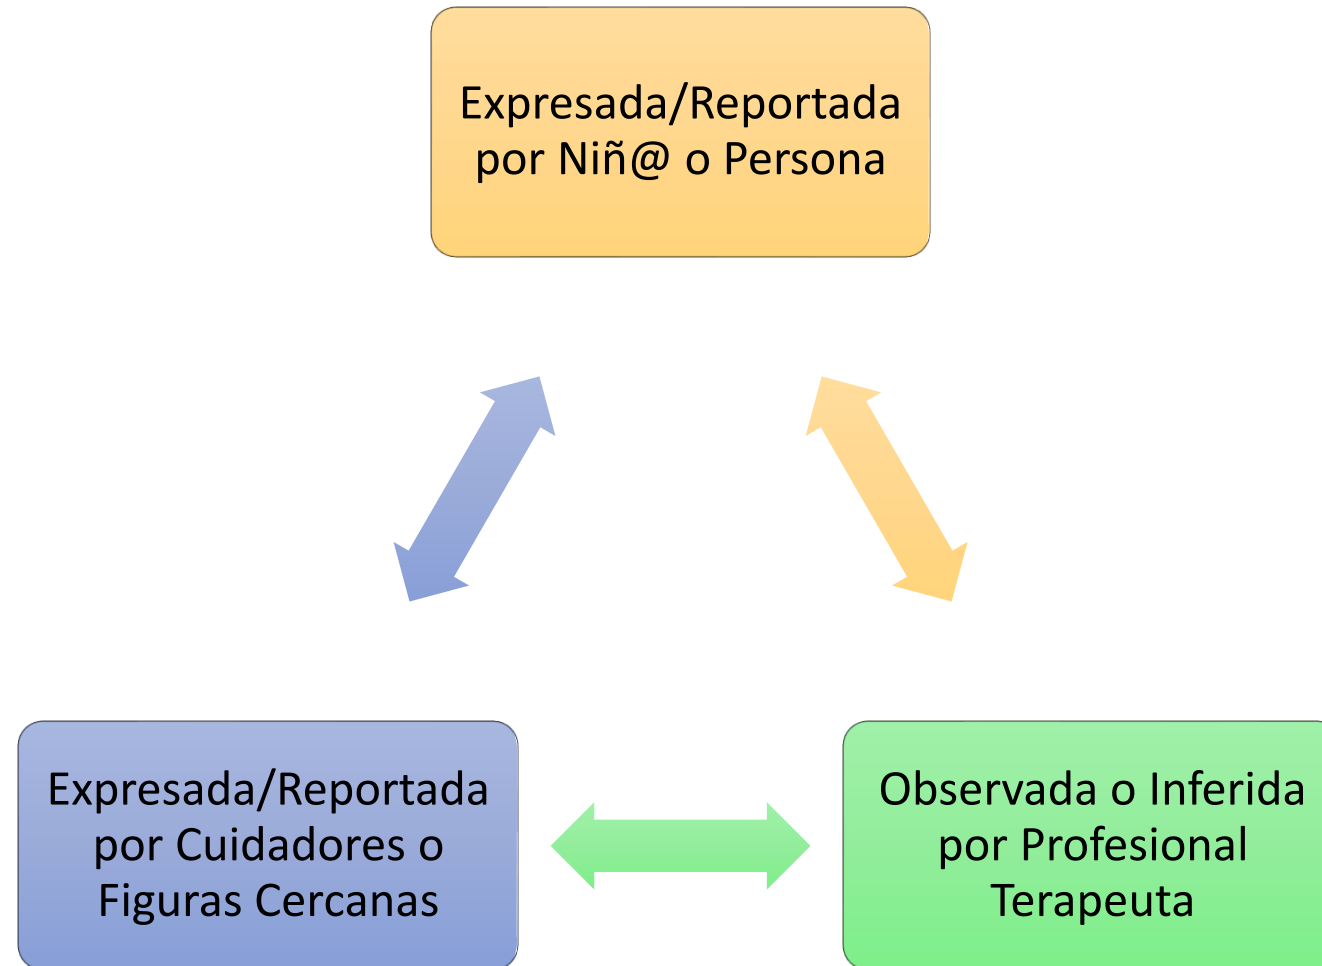 Expresada/Reportada
por Niñ@ o Persona
Expresada/Reportada
por Cuidadores o
Figuras Cercanas
Observada o Inferida
por Profesional
Terapeuta